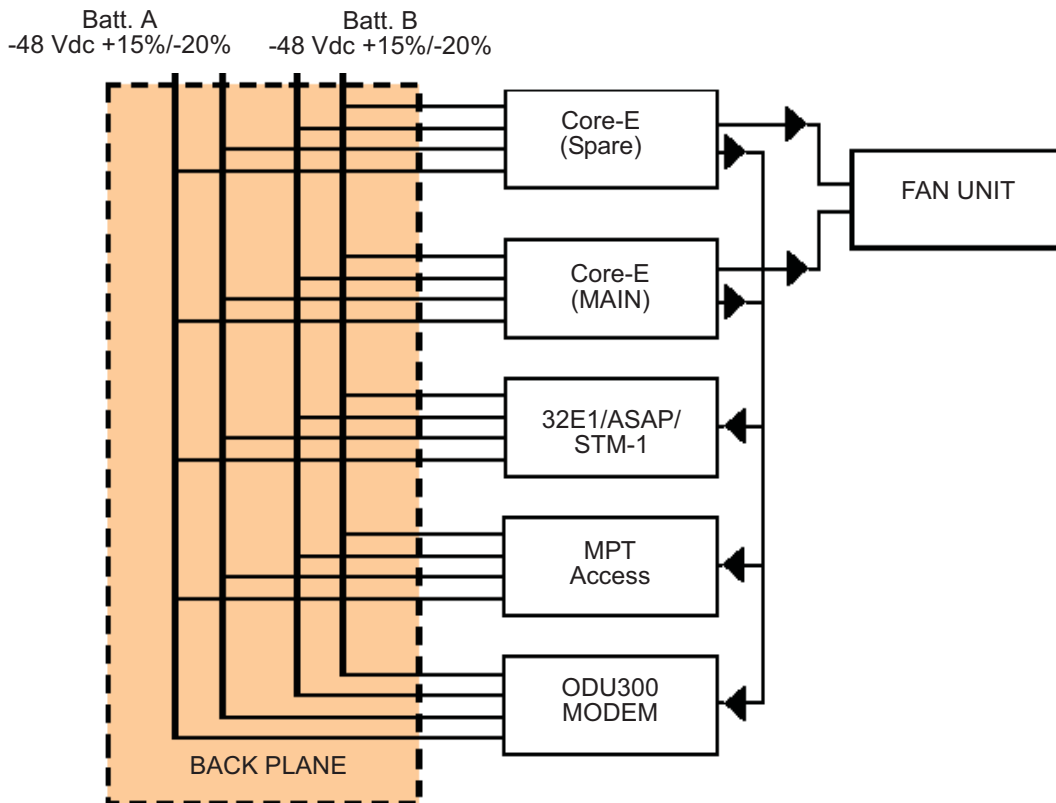 Batt. A
-48 Vdc +15%/-20%
Batt. B
-48 Vdc +15%/-20%
Core-E
(Spare)
FAN UNIT
Core-E
(MAIN)
32E1/ASAP/
STM-1
MPT
Access
ODU300
MODEM
BACK PLANE